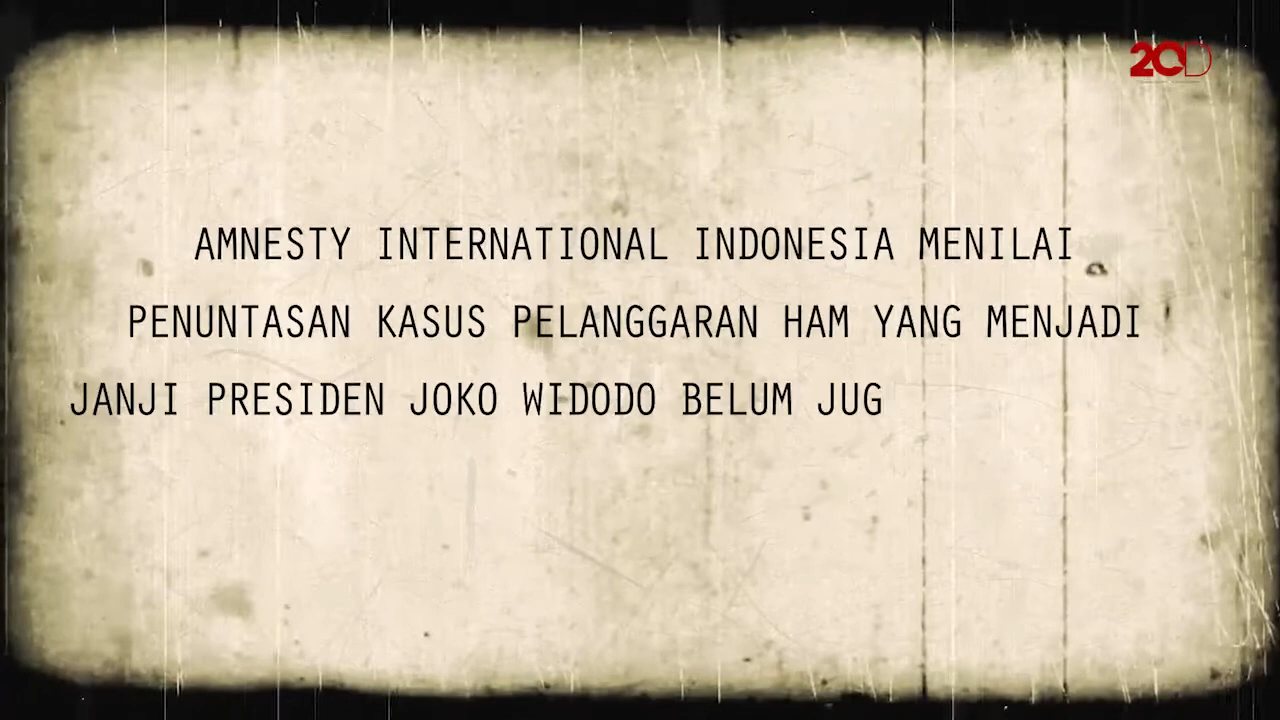 20D
AMNESTY INTERNATIONAL INDONESIA MENILAI
PENUNTASAN KASUS PELANGGARAN HAM YANG MENJADI
JANJI PRESIDEN JOKO WIDODO BELUM JUG